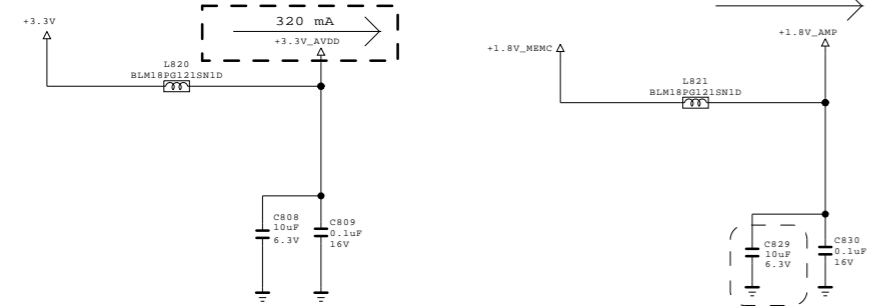 +3.3V
320 mA
+3.3V_AVDD
L820
BLM18PG121SN1D
C808
10uF
6.3V
C809
0.1uF
16V
+1.8V_MEMC
+1.8V_AMP
L821
BLM18PG121SN1D
C829
10uF
6.3V
C830
0.1uF
16V